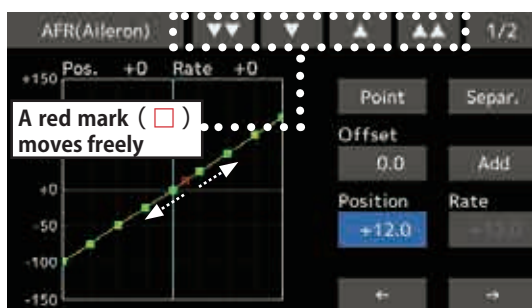 AFR(Aileron) ▼▼ ▼ ▲ ▲▲ 1/2
Pos. +0 Rate +0
+150
A red mark (□)
moves freely
+0
-50
-100
-150
Point Separ.
Offset
0.0 Add
Position Rate
+12.0
← →